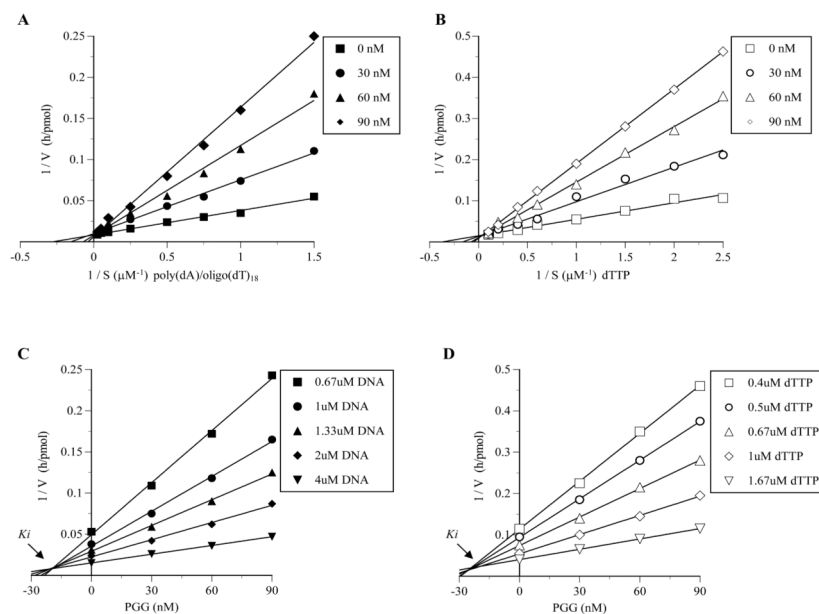 A
0.25
0.2
0.15
0.1
0.05
1 / V (h/pmol)
-0.5
0
0.5
1
1.5
1 / S (μM⁻¹) poly(dA)/oligo(dT)₁₈
0 nM
30 nM
60 nM
90 nM
B
0.5
0.4
0.3
0.2
0.1
1 / V (h/pmol)
-0.5
0
0.5
1
1.5
2
2.5
1 / S (μM⁻¹) dTTP
0 nM
30 nM
60 nM
90 nM
C
0.25
0.2
0.15
0.1
0.05
1 / V (h/pmol)
Ki
-30
0
30
60
90
PGG (nM)
0.67uM DNA
1uM DNA
1.33uM DNA
2uM DNA
4uM DNA
D
0.5
0.4
0.3
0.2
0.1
1 / V (h/pmol)
Ki
-30
0
30
60
90
PGG (nM)
0.4uM dTTP
0.5uM dTTP
0.67uM dTTP
1uM dTTP
1.67uM dTTP